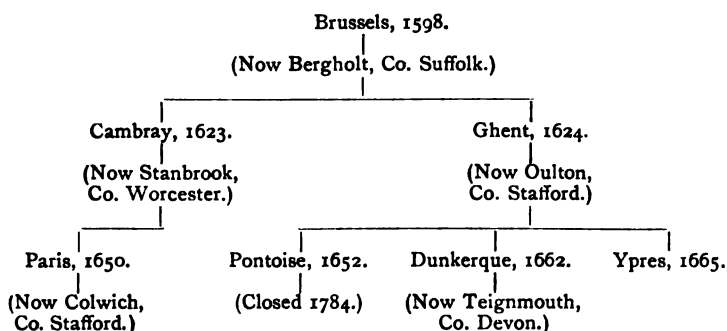 Brussels, 1598.
(Now Bergholt, Co. Suffolk.)
Cambray, 1623. Ghent, 1624.
(Now Stanbrook, (Now Oulton,
Co. Worcester.) Co. Stafford.)
Paris, 1650. Pontoise, 1652. Dunkerque, 1662. Ypres, 1665.
(Now Colwich, (Closed 1784.) (Now Teignmouth,
Co. Stafford.) Co. Devon.)